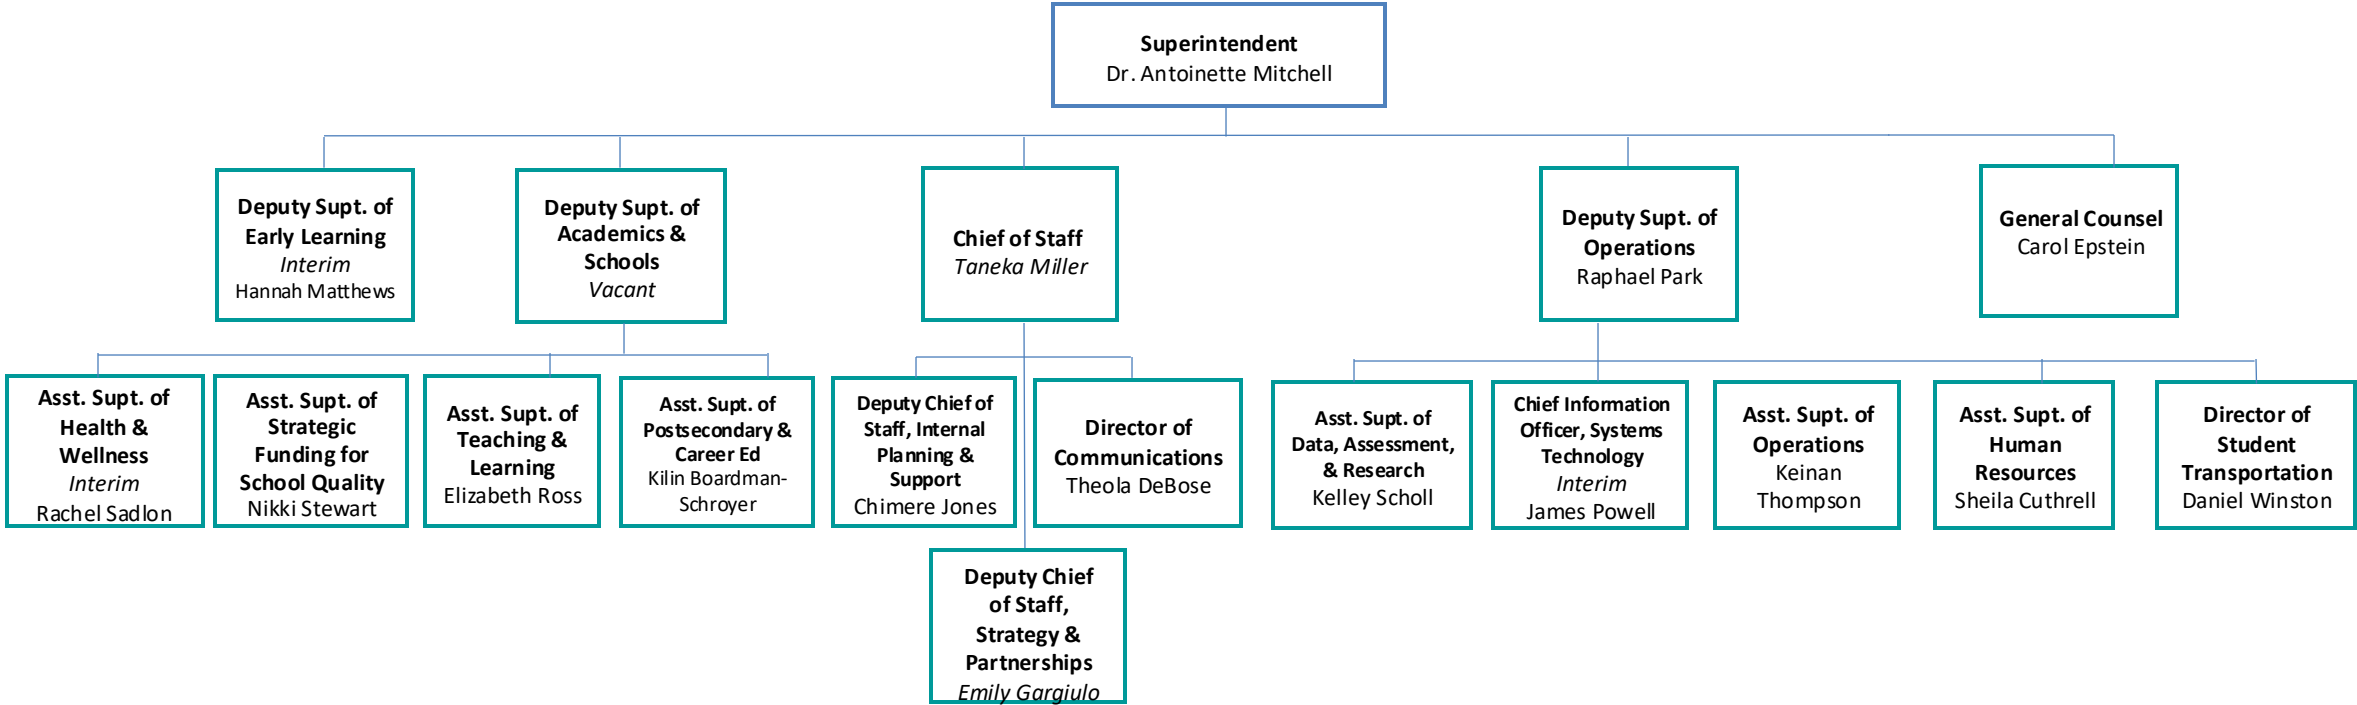 Superintendent
Dr. Antoinette Mitchell
Deputy Supt. of
Early Learning
Interim
Hannah Matthews
Deputy Supt. of
Academics &
Schools
Vacant
Chief of Staff
Taneka Miller
Deputy Supt. of
Operations
Raphael Park
General Counsel
Carol Epstein
Asst. Supt. of
Health &
Wellness
Interim
Rachel Sadlon
Asst. Supt. of
Strategic
Funding for
School Quality
Nikki Stewart
Asst. Supt. of
Teaching &
Learning
Elizabeth Ross
Asst. Supt. of
Postsecondary &
Career Ed
Kilin Boardman-
Schroyer
Deputy Chief of
Staff, Internal
Planning &
Support
Chimere Jones
Director of
Communications
Theola DeBose
Asst. Supt. of
Data, Assessment,
& Research
Kelley Scholl
Chief Information
Officer, Systems
Technology
Interim
James Powell
Asst. Supt. of
Operations
Keinan
Thompson
Asst. Supt. of
Human
Resources
Sheila Cuthrell
Director of
Student
Transportation
Daniel Winston
Deputy Chief
of Staff,
Strategy &
Partnerships
Emily Gargiulo